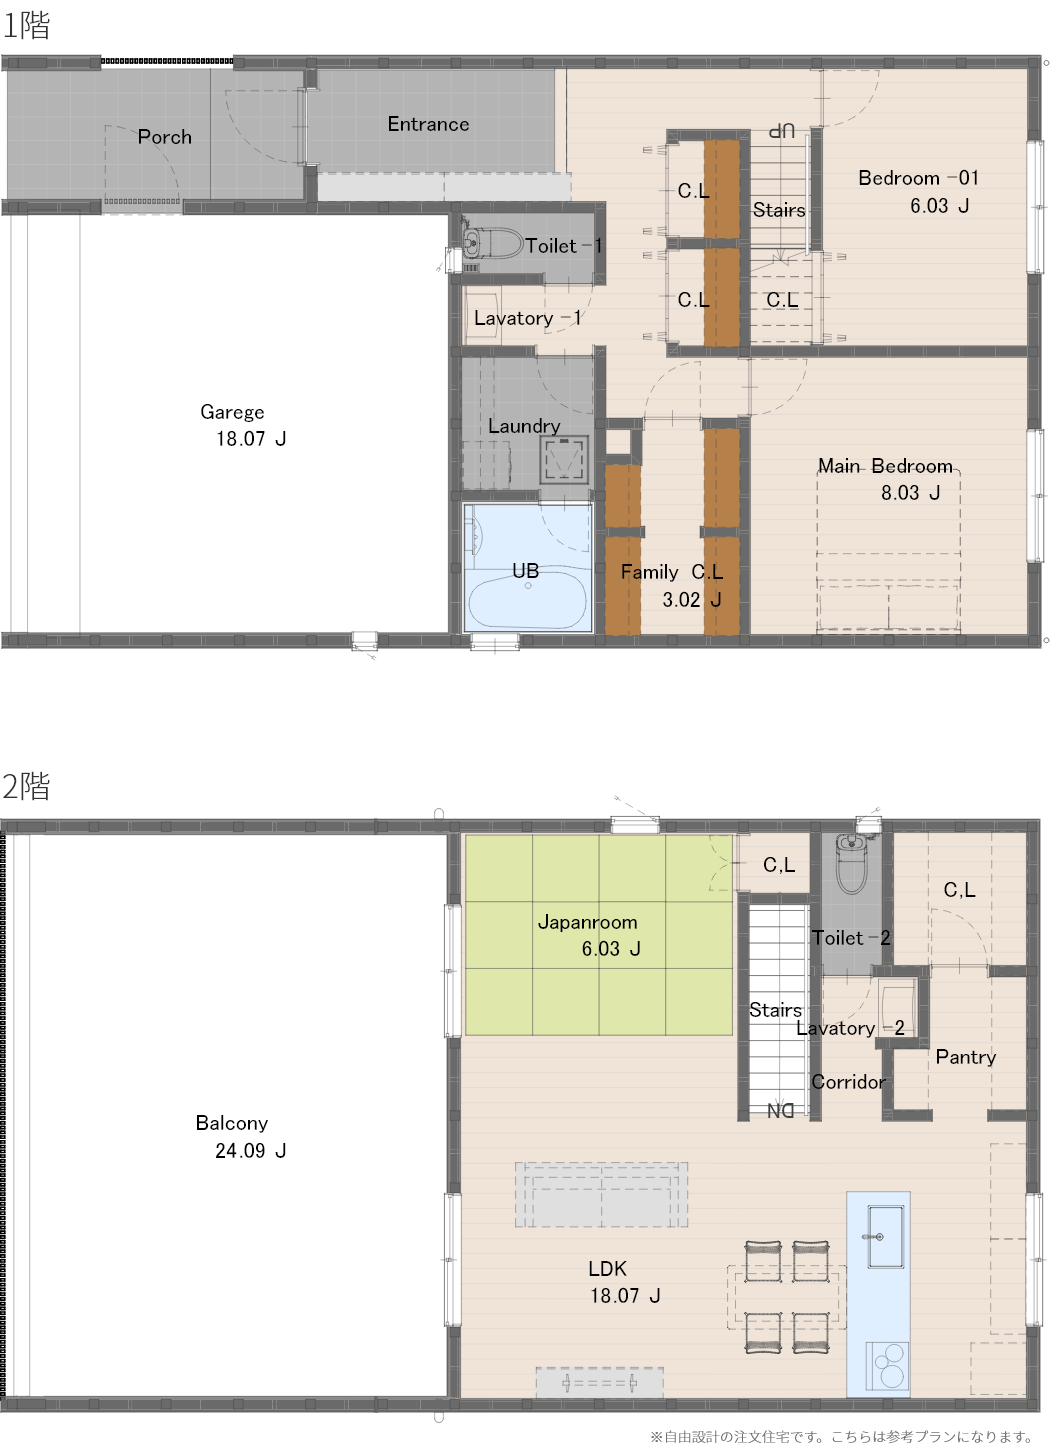 1階
Porch
Entrance
UP
C.L
Stairs
Bedroom -01
6.03 J
Toilet -1
C.L
C.L
Lavatory -1
Garege
18.07 J
Laundry
Main Bedroom
8.03 J
UB
Family C.L
3.02 J
2階
C,L
C,L
Japanroom
6.03 J
Toilet -2
Stairs
Lavatory -2
Pantry
Corridor
DN
Balcony
24.09 J
LDK
18.07 J
※自由設計の注文住宅です。こちらは参考プランになります。